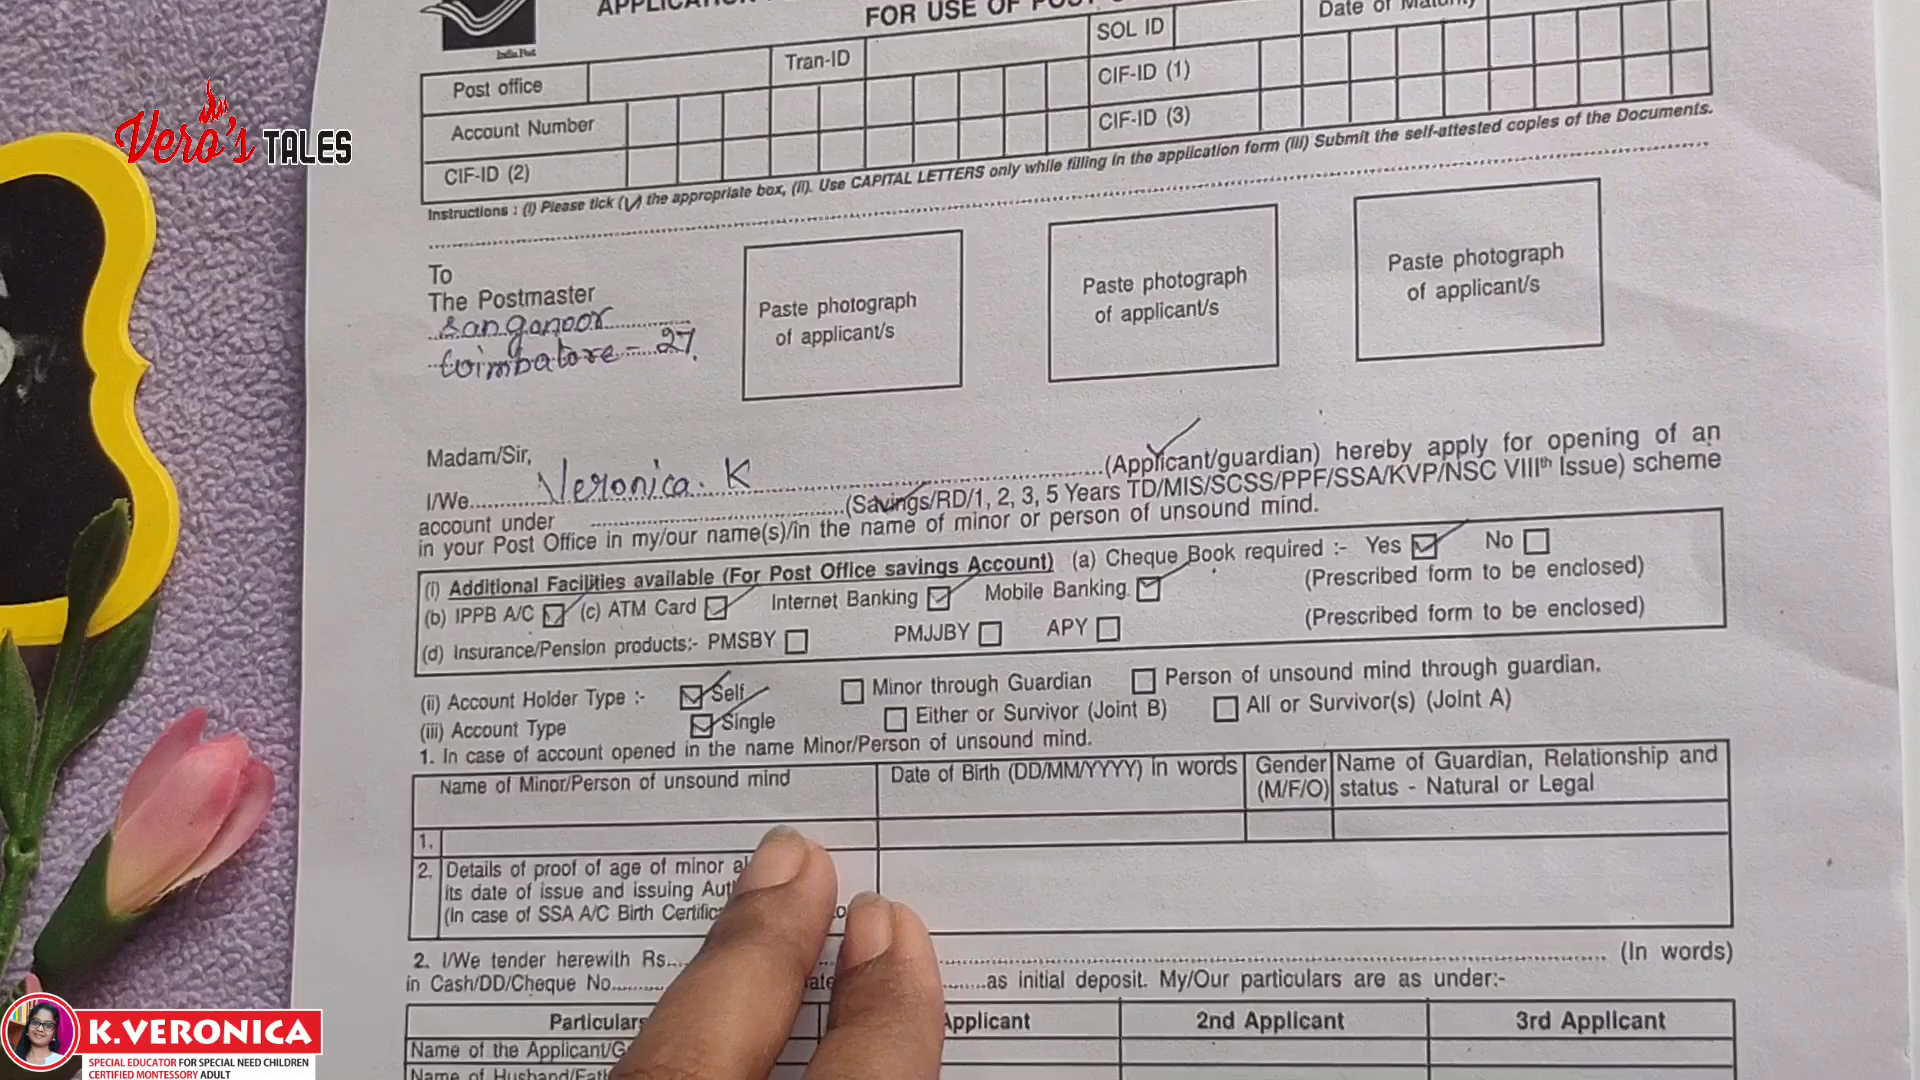 India Post
FOR USE OF POST
Post office
Tran-ID
SOL ID
Date of Maturity
Account Number
CIF-ID (1)
CIF-ID (2)
CIF-ID (3)
Instructions : (i) Please tick (✓) the appropriate box, (ii). Use CAPITAL LETTERS only while filling in the application form (iii) Submit the self-attested copies of the Documents.
Vero's TALES
To
The Postmaster
Sanganoor
Coimbatore - 27.
Paste photograph
of applicant/s
Paste photograph
of applicant/s
Paste photograph
of applicant/s
Madam/Sir,
I/We Veronica. K (Applicant/guardian) hereby apply for opening of an
account under (Savings/RD/1, 2, 3, 5 Years TD/MIS/SCSS/PPF/SSA/KVP/NSC VIIIth Issue) scheme
in your Post Office in my/our name(s)/in the name of minor or person of unsound mind.
(i) Additional Facilities available (For Post Office savings Account) (a) Cheque Book required :- Yes ☑ No ☐
(b) IPPB A/C ☑ (c) ATM Card ☑ Internet Banking ☑ Mobile Banking. ☑ (Prescribed form to be enclosed)
(d) Insurance/Pension products:- PMSBY ☐ PMJJBY ☐ APY ☐ (Prescribed form to be enclosed)
(ii) Account Holder Type :- ☑ Self ☐ Minor through Guardian ☐ Person of unsound mind through guardian.
(iii) Account Type ☑ Single ☐ Either or Survivor (Joint B) ☐ All or Survivor(s) (Joint A)
1. In case of account opened in the name Minor/Person of unsound mind.
Name of Minor/Person of unsound mind
Date of Birth (DD/MM/YYYY) In words
Gender
(M/F/O)
Name of Guardian, Relationship and
status - Natural or Legal
1.
2. Details of proof of age of minor
its date of issue and issuing
(In case of SSA A/C Birth
2. I/We tender herewith Rs. (In words)
in Cash/DD/Cheque No. as initial deposit. My/Our particulars are as under:-
Particulars
Applicant
2nd Applicant
3rd Applicant
Name of the
Name of
K.VERONICA
SPECIAL EDUCATOR FOR SPECIAL NEED CHILDREN
CERTIFIED MONTESSORY ADULT